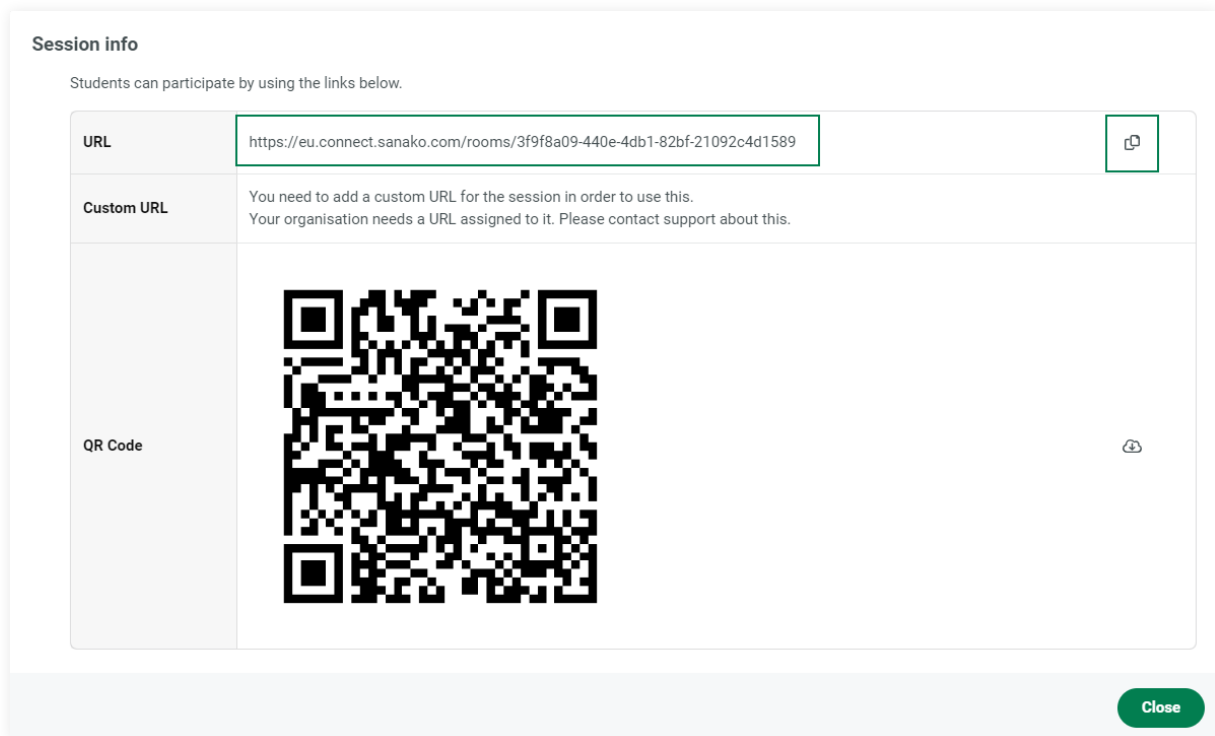 Session info
Students can participate by using the links below.
URL
https://eu.connect.sanako.com/rooms/3f9f8a09-440e-4db1-82bf-21092c4d1589
Custom URL
You need to add a custom URL for the session in order to use this.
Your organisation needs a URL assigned to it. Please contact support about this.
QR Code
Close